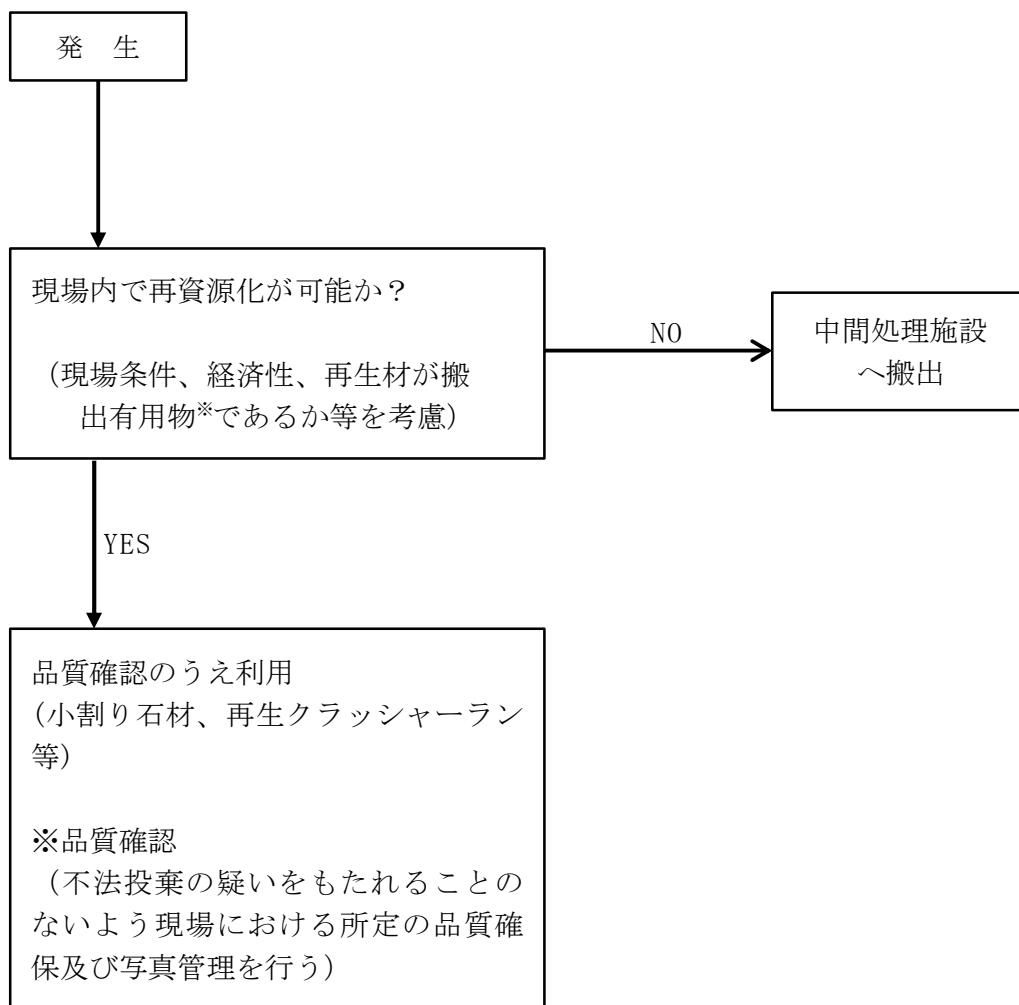 発　生
現場内で再資源化が可能か？
（現場条件、経済性、再生材が搬
出有用物※であるか等を考慮）
NO
中間処理施設
へ搬出
YES
品質確認のうえ利用
（小割り石材、再生クラッシャーラン
等）
※品質確認
（不法投棄の疑いをもたれることの
ないよう現場における所定の品質確
保及び写真管理を行う）